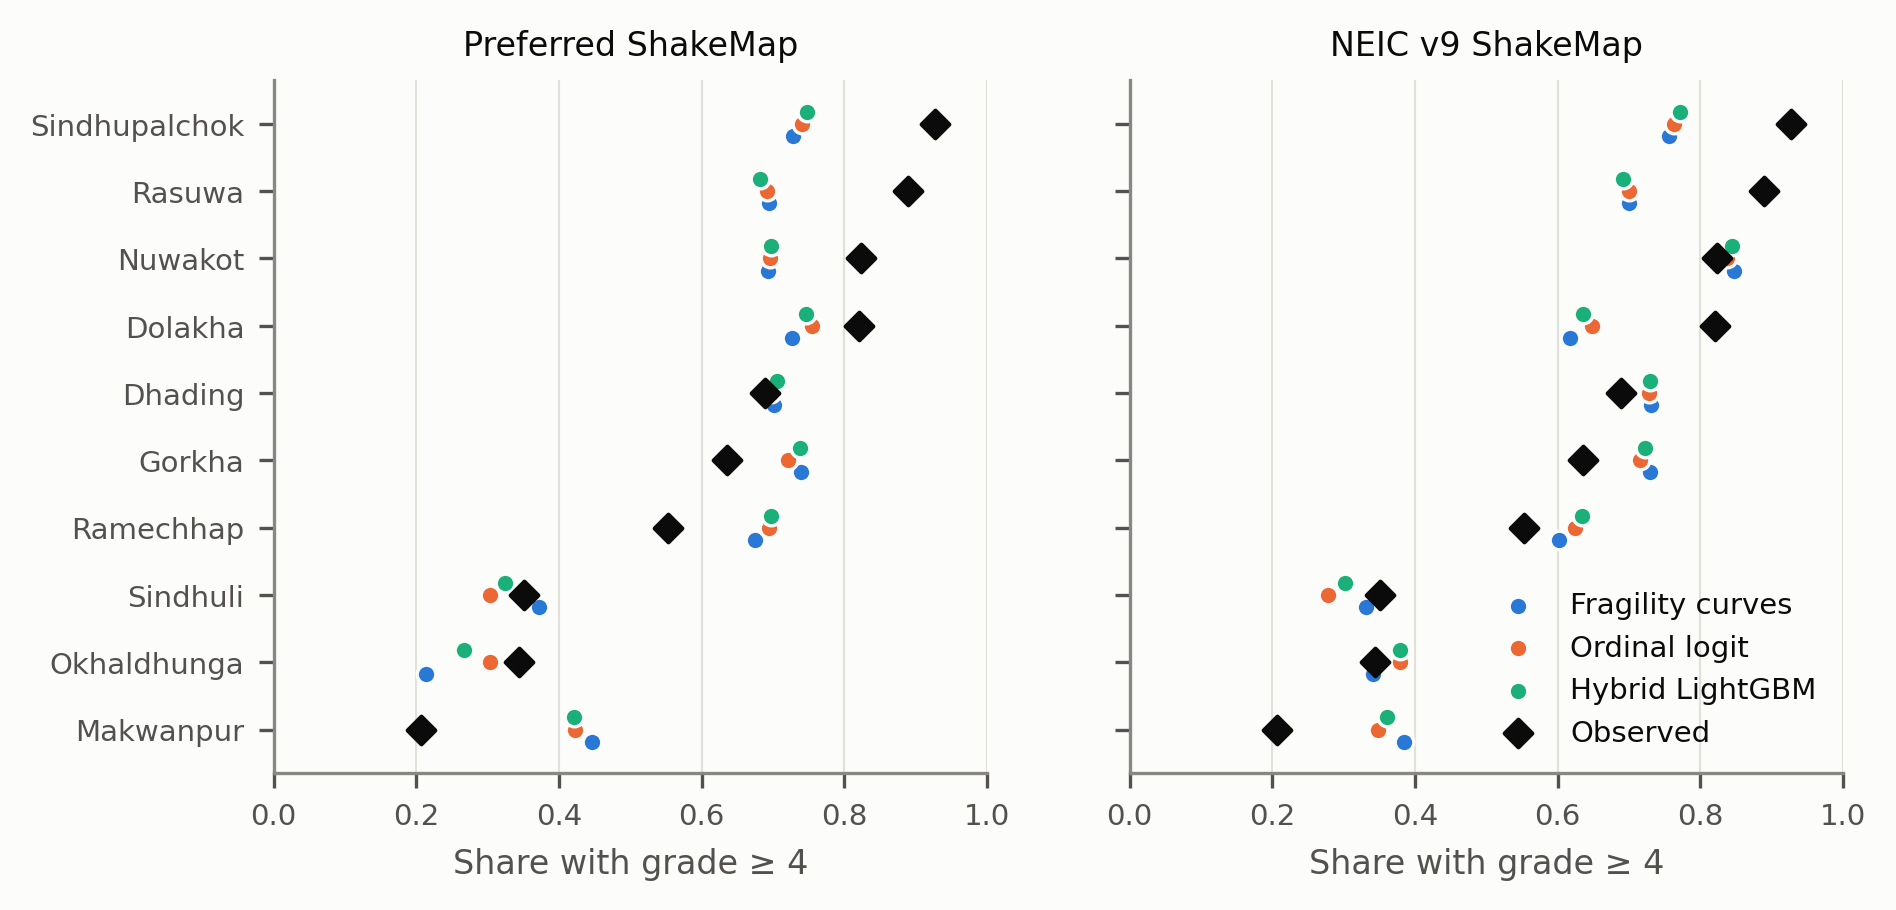 Preferred ShakeMap
NEIC v9 ShakeMap
Sindhupalchok
Rasuwa
Nuwakot
Dolakha
Dhading
Gorkha
Ramechhap
Sindhuli
Okhaldhunga
Makwanpur
Fragility curves
Ordinal logit
Hybrid LightGBM
Observed
0.0 0.2 0.4 0.6 0.8 1.0
0.0 0.2 0.4 0.6 0.8 1.0
Share with grade ≥ 4
Share with grade ≥ 4